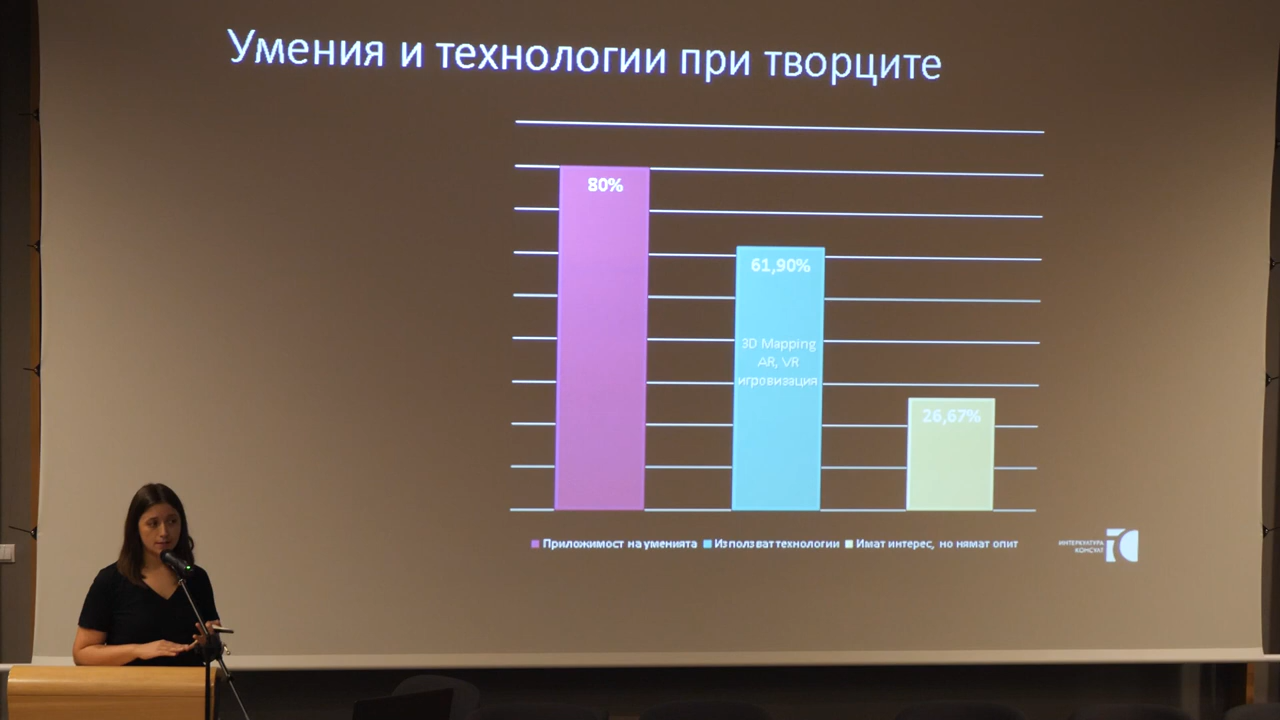 Умения и технологии при творците
80%
61,90%
3D Mapping
AR, VR
игровизация
26,67%
Приложимост на уменията Използват технологии Имат интерес, но нямат опит
ИНТЕРКУЛТУРА
КОНСУЛТ